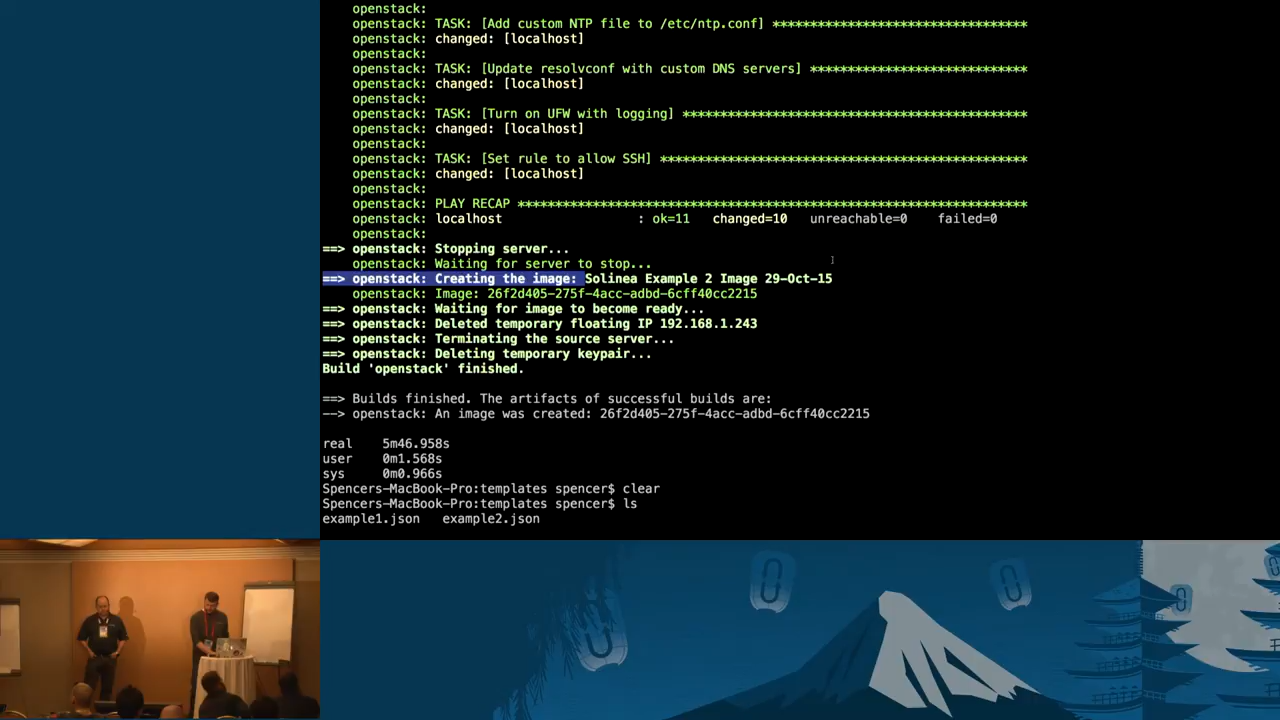 openstack:
openstack: TASK: [Add custom NTP file to /etc/ntp.conf] **********************************
openstack: changed: [localhost]
openstack:
openstack: TASK: [Update resolvconf with custom DNS servers] *****************************
openstack: changed: [localhost]
openstack:
openstack: TASK: [Turn on UFW with logging] **********************************************
openstack: changed: [localhost]
openstack:
openstack: TASK: [Set rule to allow SSH] *************************************************
openstack: changed: [localhost]
openstack:
openstack: PLAY RECAP ********************************************************************
openstack: localhost                  : ok=11   changed=10   unreachable=0    failed=0
openstack:
==> openstack: Stopping server...
openstack: Waiting for server to stop...
==> openstack: Creating the image: Solinea Example 2 Image 29-Oct-15
openstack: Image: 26f2d405-275f-4acc-adbd-6cff40cc2215
==> openstack: Waiting for image to become ready...
==> openstack: Deleted temporary floating IP 192.168.1.243
==> openstack: Terminating the source server...
==> openstack: Deleting temporary keypair...
Build 'openstack' finished.
==> Builds finished. The artifacts of successful builds are:
--> openstack: An image was created: 26f2d405-275f-4acc-adbd-6cff40cc2215
real    5m46.958s
user    0m1.568s
sys     0m0.966s
Spencers-MacBook-Pro:templates spencer$ clear
Spencers-MacBook-Pro:templates spencer$ ls
example1.json   example2.json